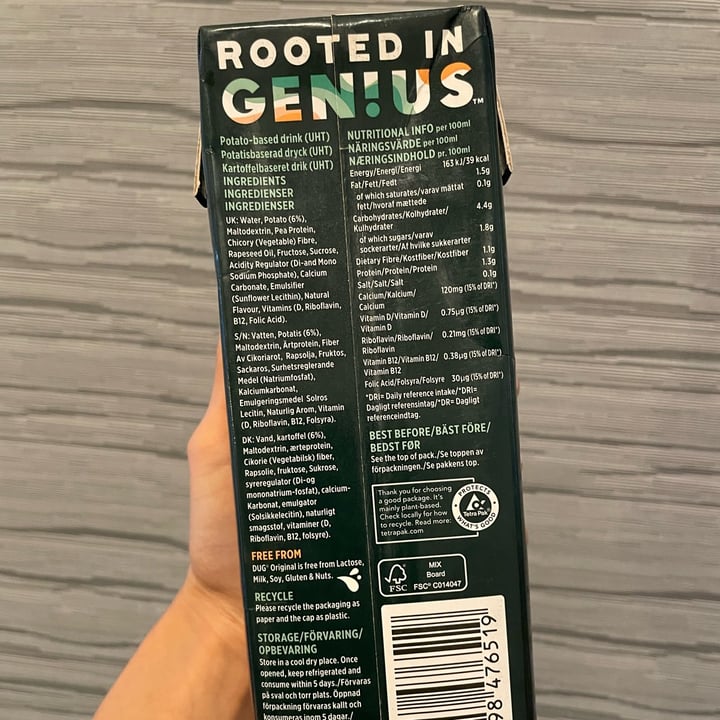 ROOTED IN
GEN!US™
Potato-based drink (UHT)
Potatisbaserad dryck (UHT)
Kartoffelbaseret drik (UHT)
INGREDIENTS
INGREDIENSER
INGREDIENSER
UK: Water, Potato (6%),
Maltodextrin, Pea Protein,
Chicory (Vegetable) Fibre,
Rapeseed Oil, Fructose, Sucrose,
Acidity Regulator (Di-and Mono
Sodium Phosphate), Calcium
Carbonate, Emulsifier
(Sunflower Lecithin), Natural
Flavour, Vitamins (D, Riboflavin,
B12, Folic Acid).
S/N: Vatten, Potatis (6%),
Maltodextrin, Ärtprotein, Fiber
Av Cikoriarot, Rapsolja, Fruktos,
Sackaros, Surhetsreglerande
Medel (Natriumfosfat),
Kalciumkarbonat,
Emulgeringsmedel Solros
Lecitin, Naturlig Arom, Vitamin
(D, Riboflavin, B12, Folsyra).
DK: Vand, kartoffel (6%),
Maltodextrin, ærteprotein,
Cikorie (Vegetabilsk) fiber,
Rapsolie, fruktose, Sukrose,
syreregulator (Di-og
mononatrium-fosfat), calcium-
Karbonat, emulgator
(Solsikkelecitin), naturligt
smagsstof, vitaminer (D,
Riboflavin, B12, folsyre).
FREE FROM
DUG® Original is free from Lactose,
Milk, Soy, Gluten & Nuts.
RECYCLE
Please recycle the packaging as
paper and the cap as plastic.
STORAGE/FÖRVARING/
OPBEVARING
Store in a cool dry place. Once
opened, keep refrigerated and
consume within 5 days./Förvaras
på sval och torr plats. Öppnad
förpackning förvaras kallt och
konsumeras inom 5 dagar./
NUTRITIONAL INFO per 100ml
NÄRINGSVÄRDE per 100ml
NÆRINGSINDHOLD pr. 100ml
Energy/Energi/Energi 163 kJ/39 kcal
Fat/Fett/Fedt 1.5g
of which saturates/varav mättat
fett/hvoraf mættede 0.1g
Carbohydrates/Kolhydrater/
Kulhydrater 4.4g
of which sugars/varav
sockerarter/Af hvilke sukkerarter 1.8g
Dietary Fibre/Kostfiber/Kostfiber 1.1g
Protein/Protein/Protein 1.3g
Salt/Salt/Salt 0.1g
Calcium/Kalcium/
Calcium 120mg (15% of DRI*)
Vitamin D/Vitamin D/
Vitamin D 0.75µg (15% of DRI*)
Riboflavin/Riboflavin/
Riboflavin 0.21mg (15% of DRI*)
Vitamin B12/Vitamin B12/
Vitamin B12 0.38µg (15% of DRI*)
Folic Acid/Folsyra/Folsyre 30µg (15% of DRI*)
*DRI= Daily reference intake/*DRI=
Dagligt referensintag/*DR= Dagligt
referenceindtag.
BEST BEFORE/BÄST FÖRE/
BEDST FØR
See the top of pack./Se toppen av
förpackningen./Se pakkens top.
Thank you for choosing
a good package. It's
mainly plant-based.
Check locally for how
to recycle. Read more:
tetrapak.com
PROTECTS
Tetra Pak®
WHAT'S GOOD
FSC
MIX
Board
FSC® C014047
98 476519